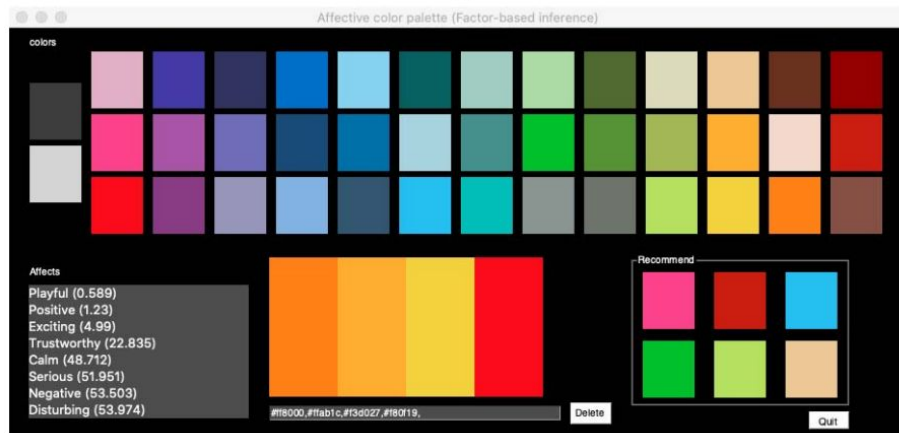 Affective color palette (Factor-based inference)
colors
Affects
Playful (0.589)
Positive (1.23)
Exciting (4.99)
Trustworthy (22.835)
Calm (48.712)
Serious (51.951)
Negative (53.503)
Disturbing (53.974)
#ff8000,#ffab1c,#f3d027,#f80f19,
Delete
Recommend
Quit